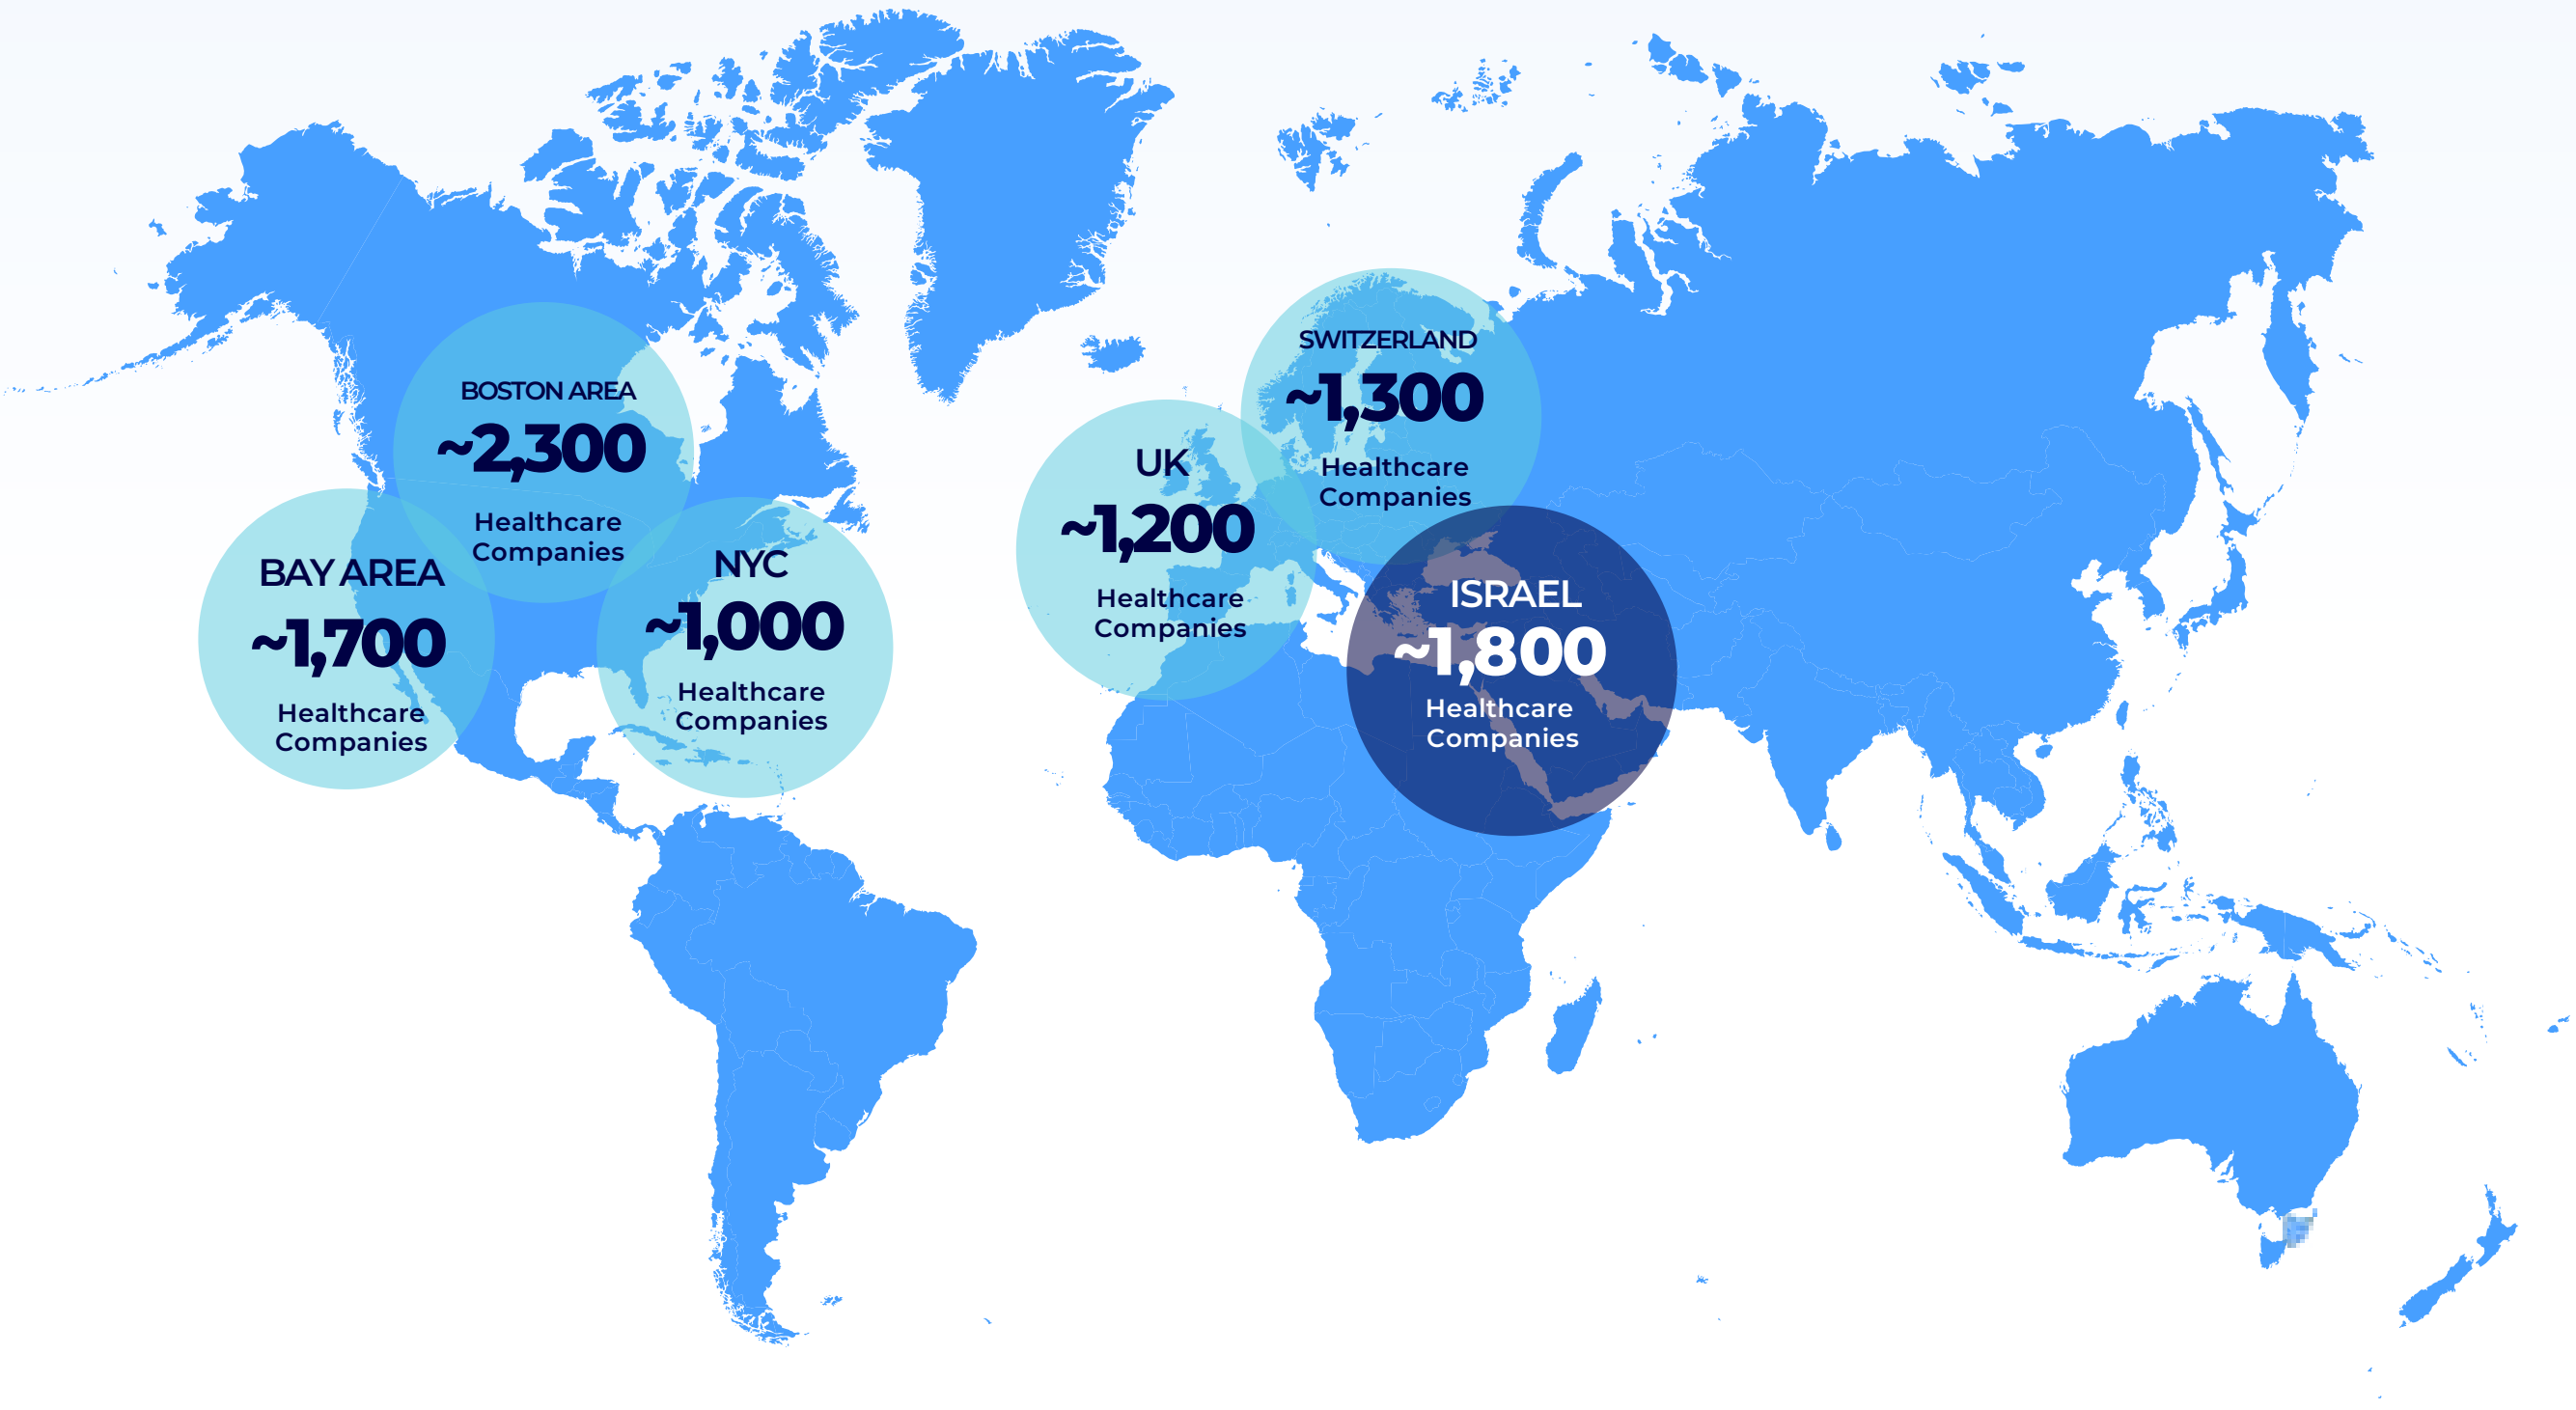 BOSTON AREA
~2,300
Healthcare
Companies
BAY AREA
~1,700
Healthcare
Companies
NYC
~1,000
Healthcare
Companies
UK
~1,200
Healthcare
Companies
SWITZERLAND
~1,300
Healthcare
Companies
ISRAEL
~1,800
Healthcare
Companies